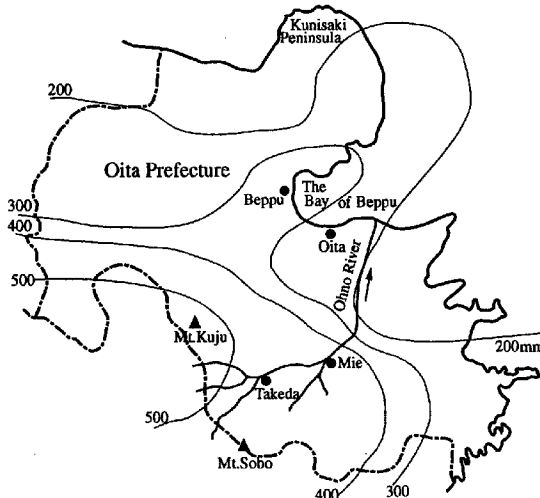 Kunisaki
Peninsula
200
Oita Prefecture
Beppu
The
Bay of Beppu
300
400
Oita
Ohno River
500
Mt.Kuju
200mm
Mie
Takeda
500
Mt.Sobo
400
300